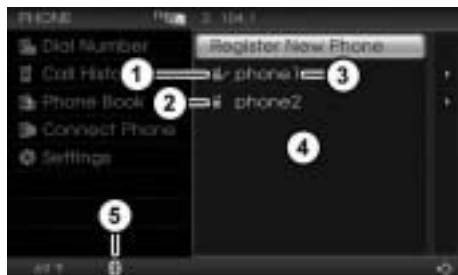 PHONE
Dial Number
Register New Phone
Call Hist
1
phone1
3
Phone Book
2
phone2
Connect Phone
4
Settings
5